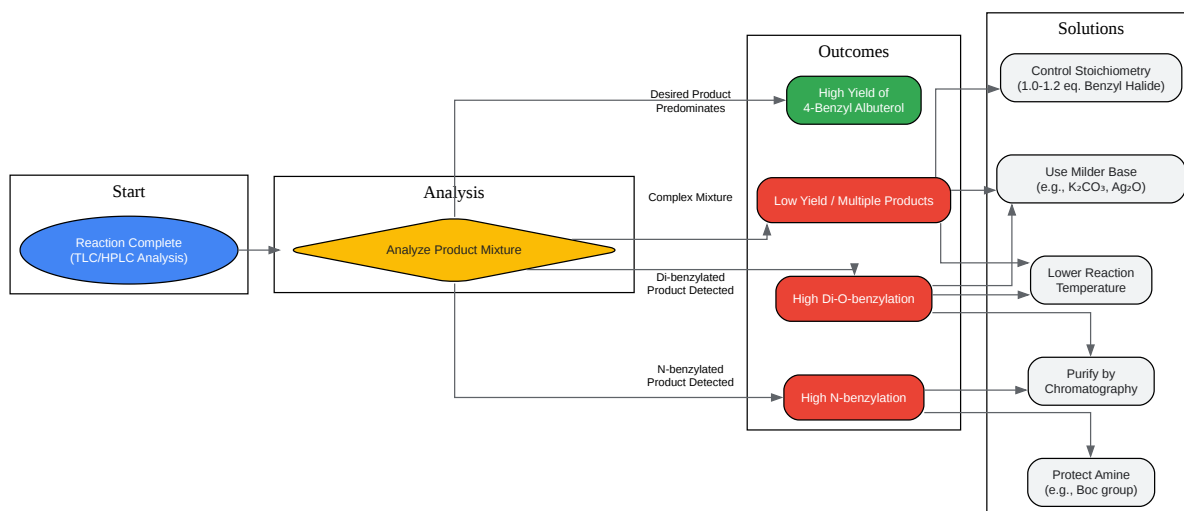 Start
Reaction Complete
(TLC/HPLC Analysis)
Analysis
Analyze Product Mixture
Desired Product
Predominates
Complex Mixture
Di-benzylated
Product Detected
N-benzylated
Product Detected
Outcomes
High Yield of
4-Benzyl Albuterol
Low Yield / Multiple Products
High Di-O-benzylation
High N-benzylation
Solutions
Control Stoichiometry
(1.0-1.2 eq. Benzyl Halide)
Use Milder Base
(e.g., K₂CO₃, Ag₂O)
Lower Reaction
Temperature
Purify by
Chromatography
Protect Amine
(e.g., Boc group)